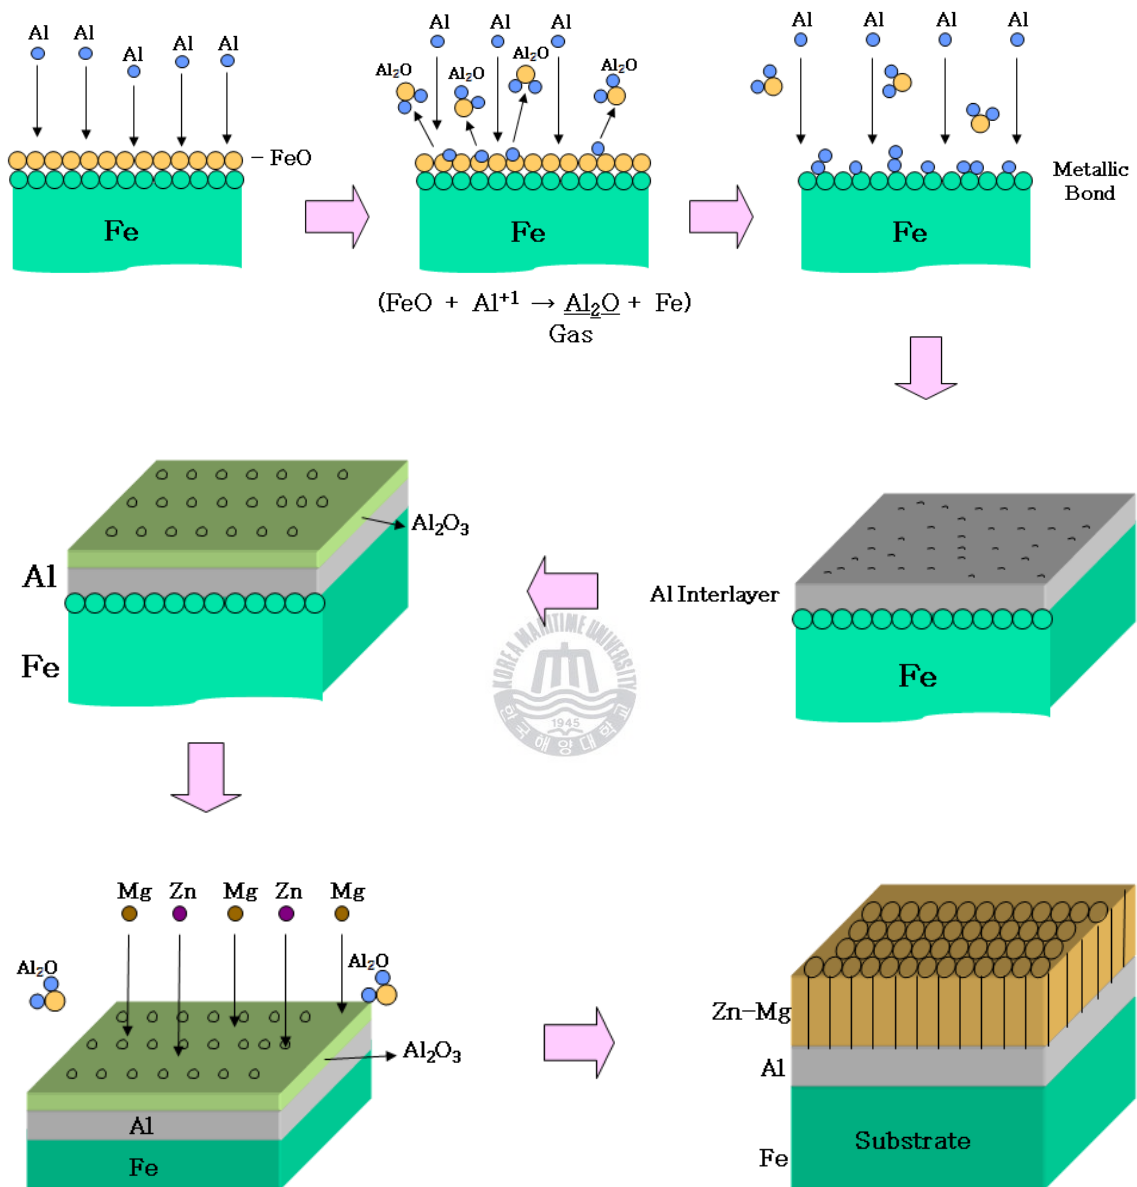 Al Al Al Al Al
– FeO
Fe
Al Al Al
Al₂O Al₂O Al₂O Al₂O
Fe
(FeO + Al⁺¹ → Al₂O + Fe)
Gas
Al Al Al Al
Metallic
Bond
Fe
Al Interlayer
Fe
Al₂O₃
Al
Fe
KOREA MARITIME UNIVERSITY
1945
한국해양대학교
Mg Zn Mg Zn Mg
Al₂O Al₂O
Al₂O₃
Al
Fe
Zn-Mg
Al
Substrate
Fe